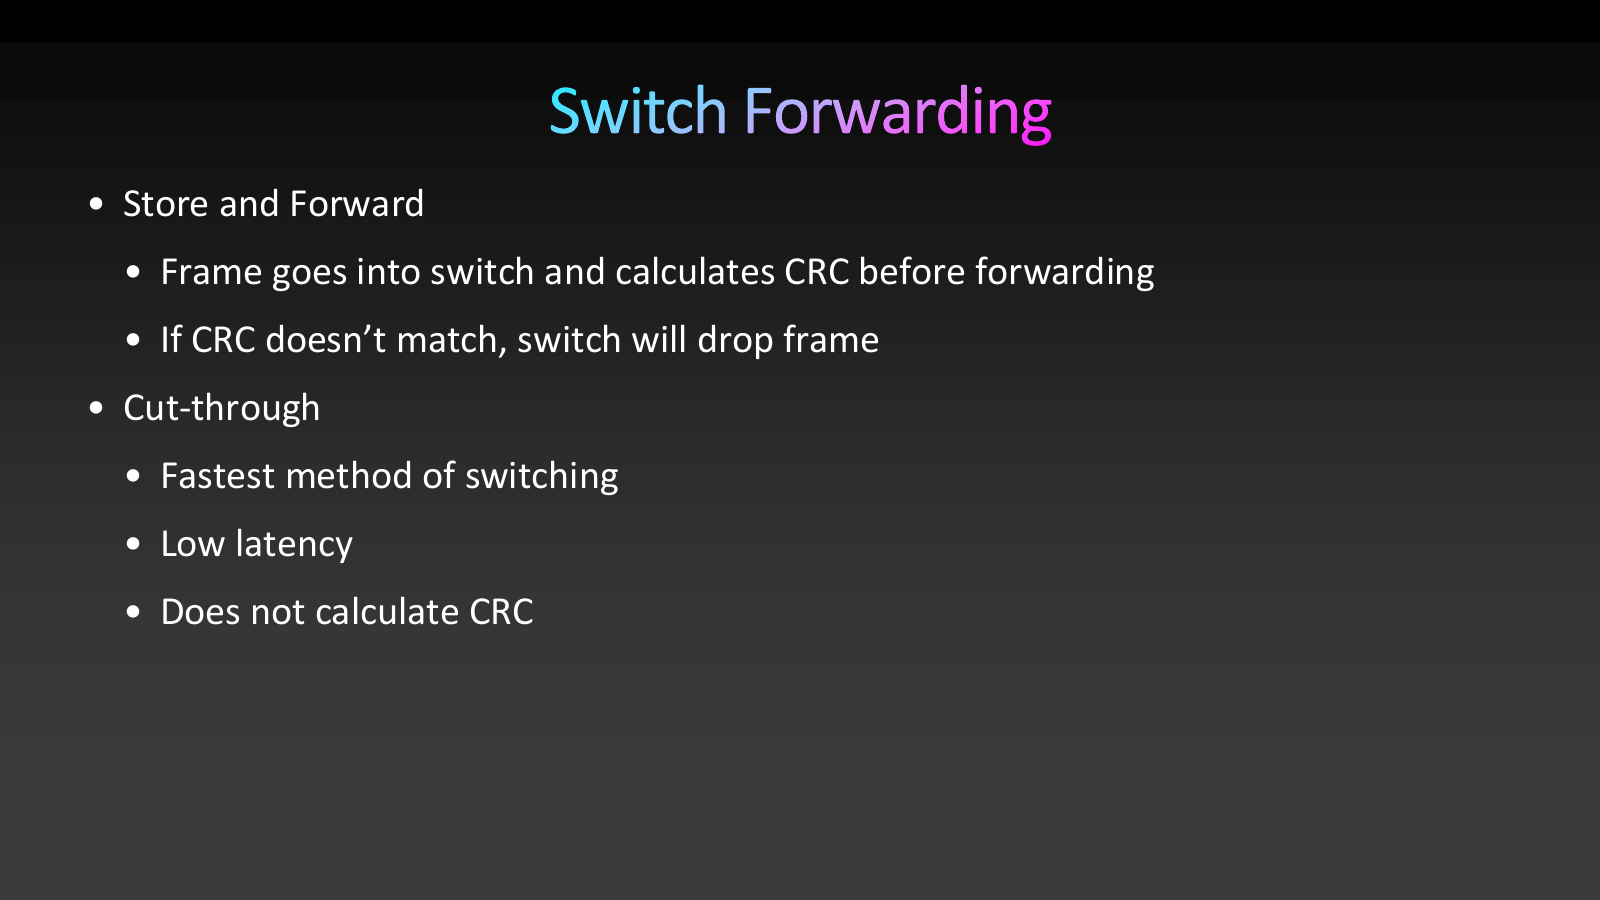 Switch Forwarding
• Store and Forward
• Frame goes into switch and calculates CRC before forwarding
• If CRC doesn’t match, switch will drop frame
• Cut-through
• Fastest method of switching
• Low latency
• Does not calculate CRC